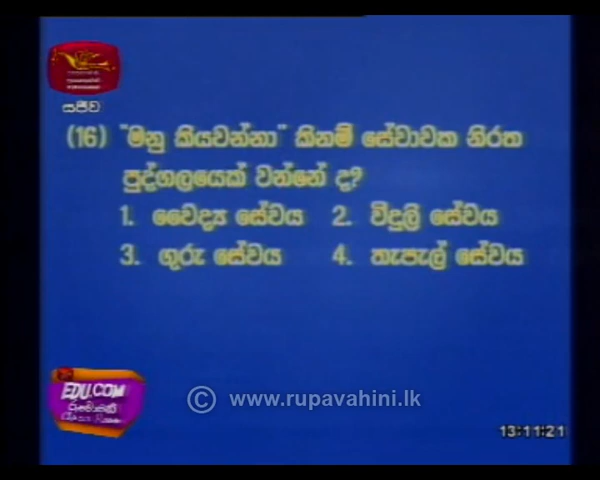 සජීව
(16) "මනු කියවන්නා" කිනම් සේවාවක නිරත
පුද්ගලයෙක් වන්නේ ද?
1. වෛද්‍ය සේවය 2. විදුලි සේවය
3. ගුරු සේවය 4. තැපැල් සේවය
EDU.COM
© www.rupavahini.lk
13:11:21